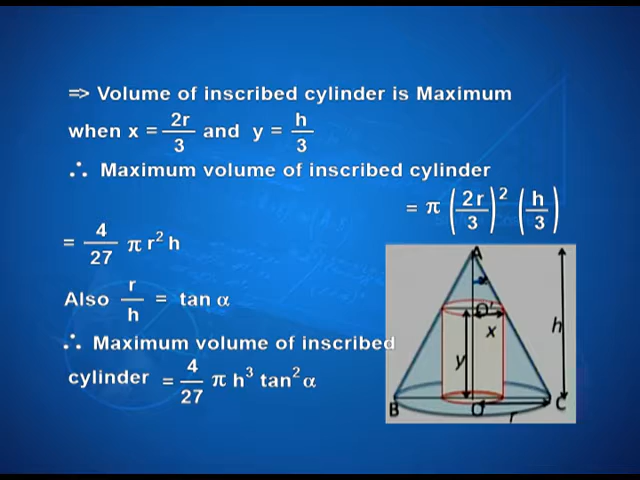 => Volume of inscribed cylinder is Maximum
when x = 2r/3 and y = h/3
∴ Maximum volume of inscribed cylinder
= π (2r/3)² (h/3)
= 4/27 π r² h
Also r/h = tan α
∴ Maximum volume of inscribed
cylinder = 4/27 π h³ tan² α
A
α
O'
x
h
y
B
O
C
r